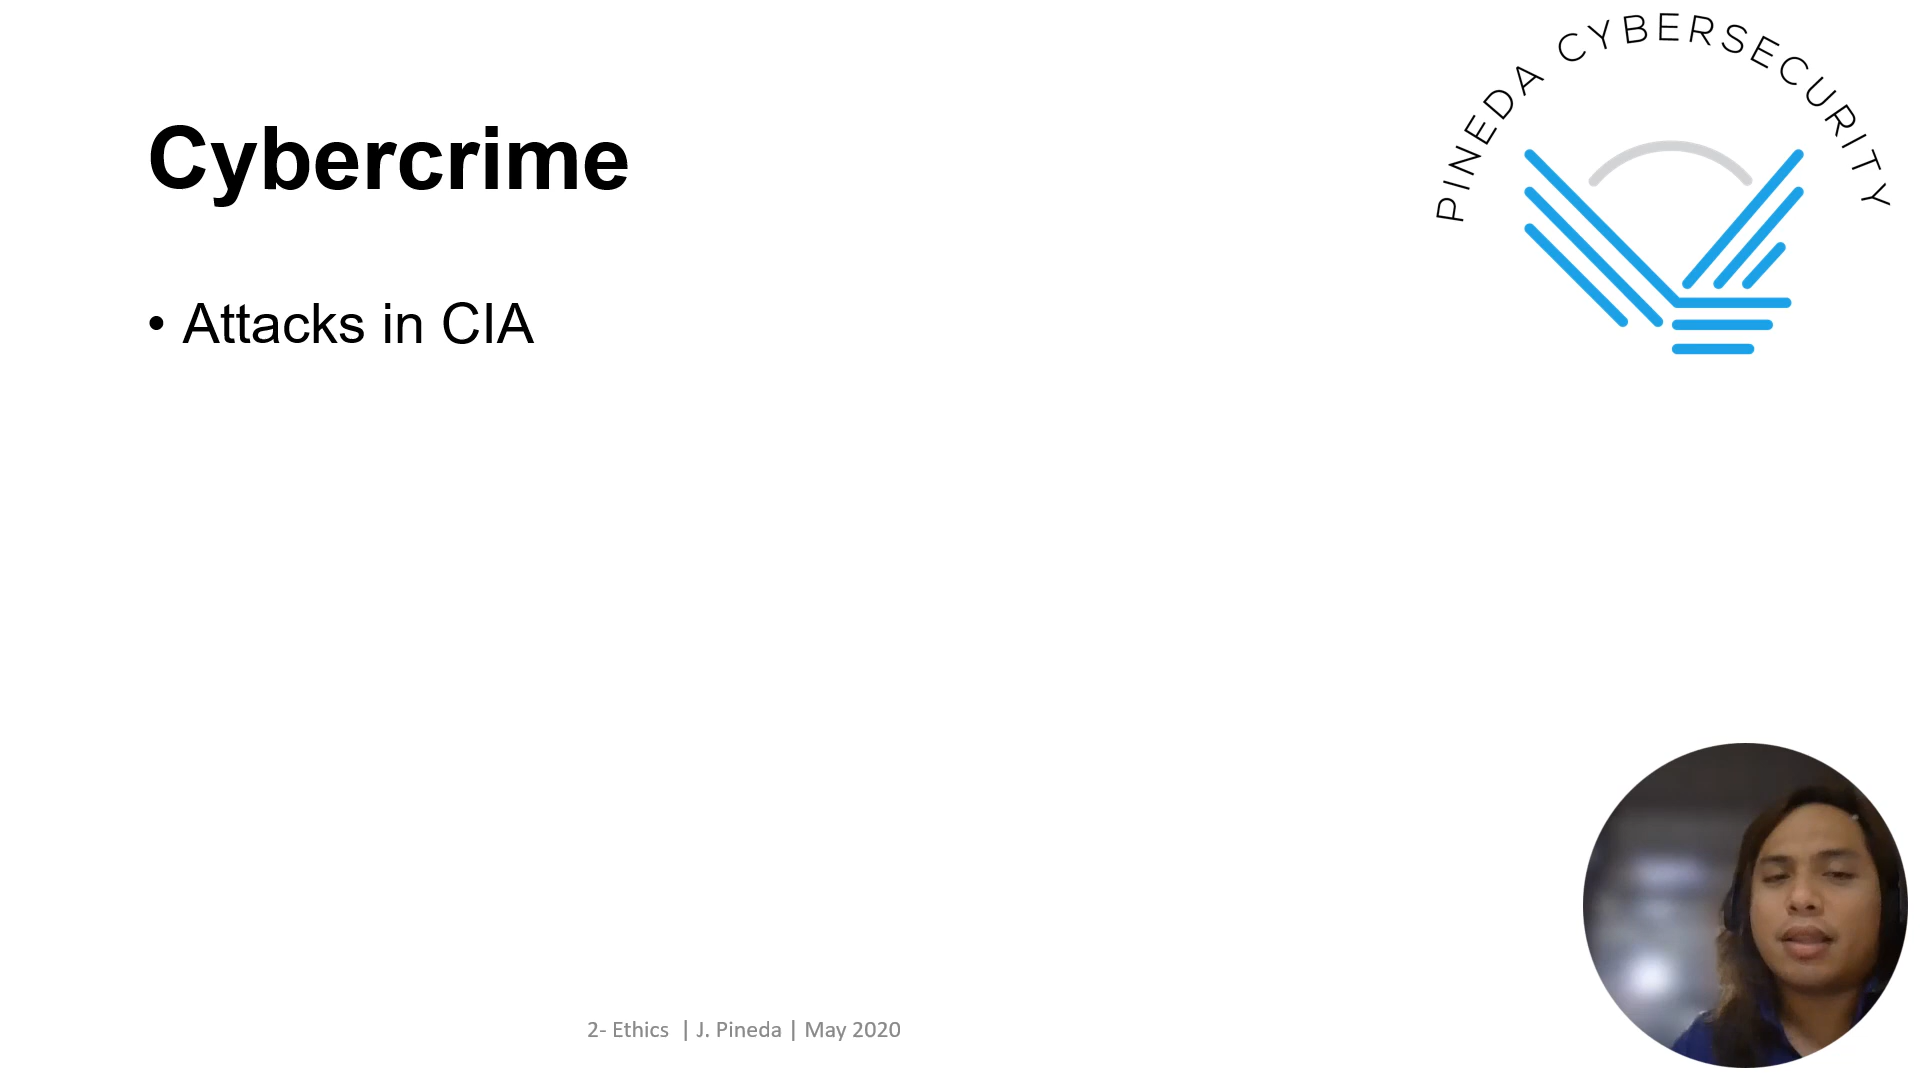 PINEDA CYBERSECURITY
Cybercrime
• Attacks in CIA
2- Ethics | J. Pineda | May 2020